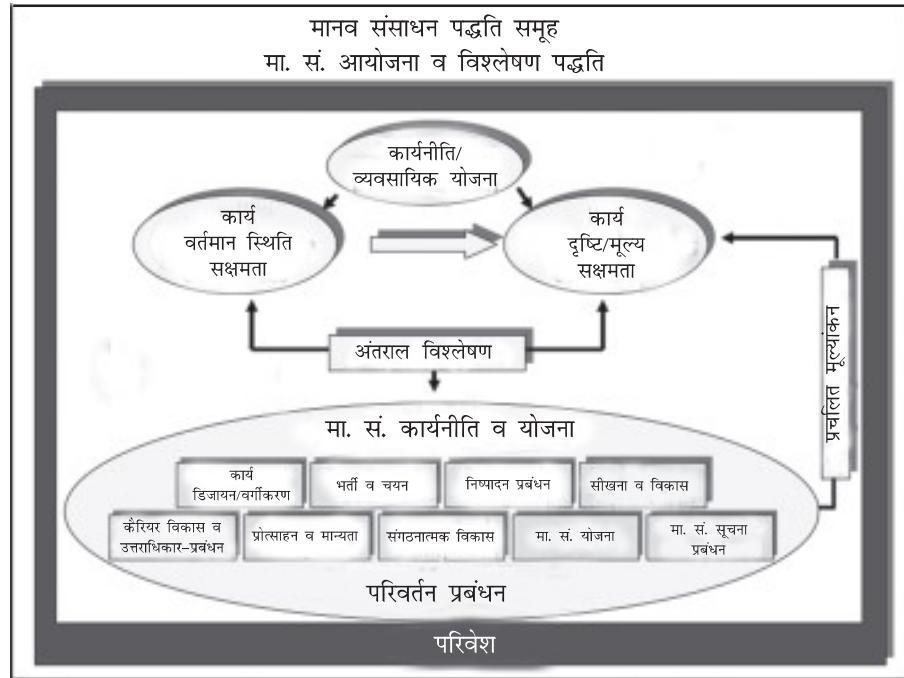 मानव संसाधन पद्धति समूह
मा. सं. आयोजना व विश्लेषण पद्धति
कार्यनीति/
व्यवसायिक योजना
कार्य
वर्तमान स्थिति
सक्षमता
कार्य
दृष्टि/मूल्य
सक्षमता
अंतराल विश्लेषण
प्रचलित मूल्यांकन
मा. सं. कार्यनीति व योजना
कार्य
डिजायन/वर्गीकरण
भर्ती व चयन
निष्पादन प्रबंधन
सीखना व विकास
कैरियर विकास व
उत्तराधिकार-प्रबंधन
प्रोत्साहन व मान्यता
संगठनात्मक विकास
मा. सं. योजना
मा. सं. सूचना
प्रबंधन
परिवर्तन प्रबंधन
परिवेश